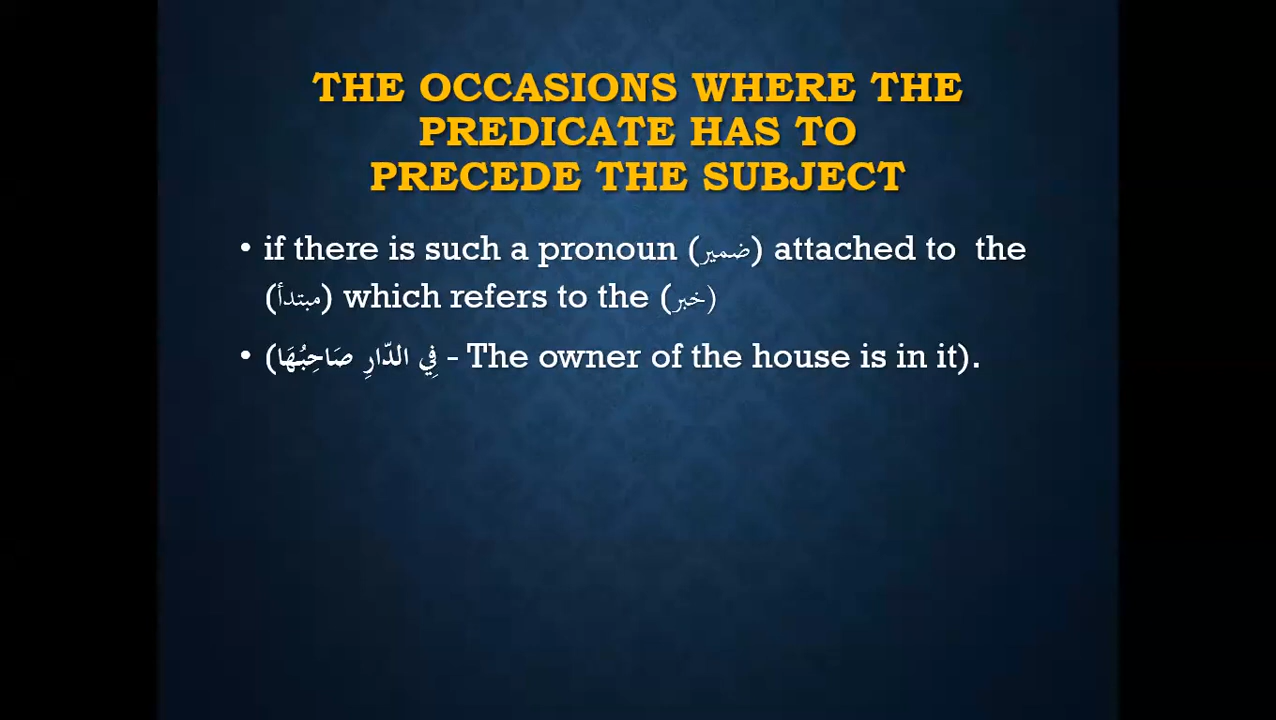 THE OCCASIONS WHERE THE
PREDICATE HAS TO
PRECEDE THE SUBJECT
• if there is such a pronoun (ضمير) attached to the
(مبتدأ) which refers to the (خبر)
• (فِي الدّارِ صَاحِبُهَا - The owner of the house is in it).